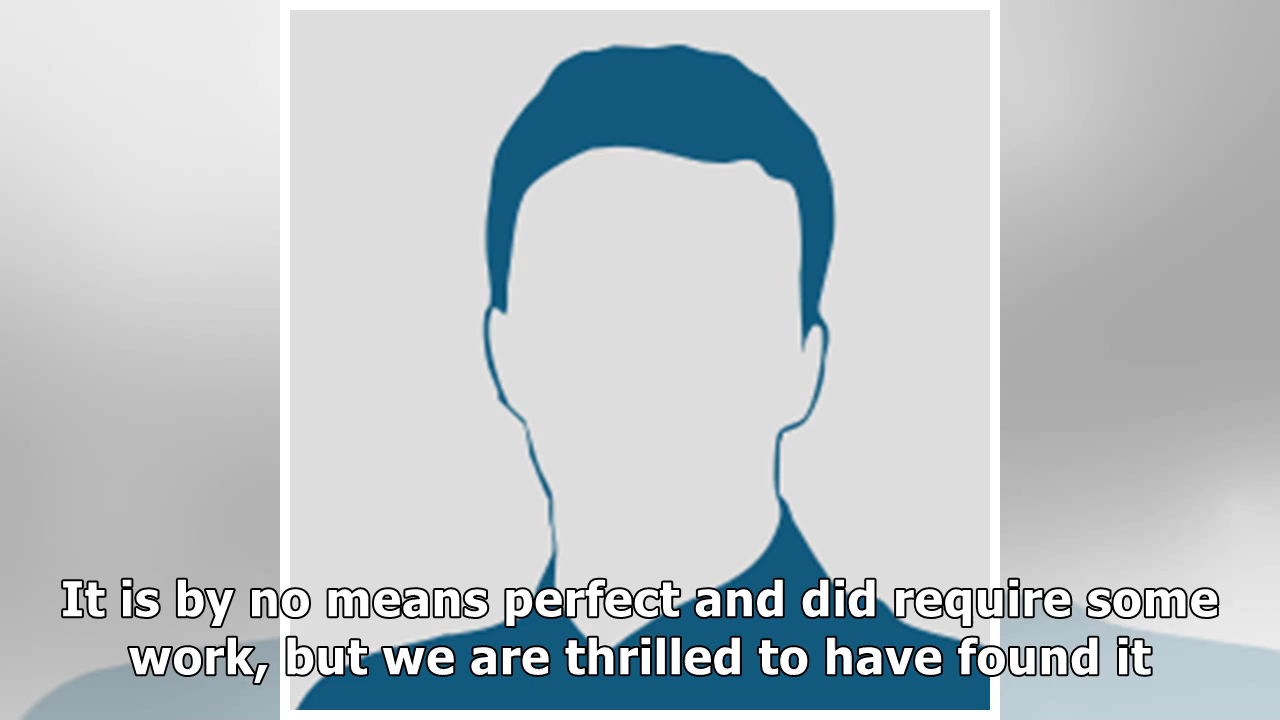 It is by no means perfect and did require some
work, but we are thrilled to have found it